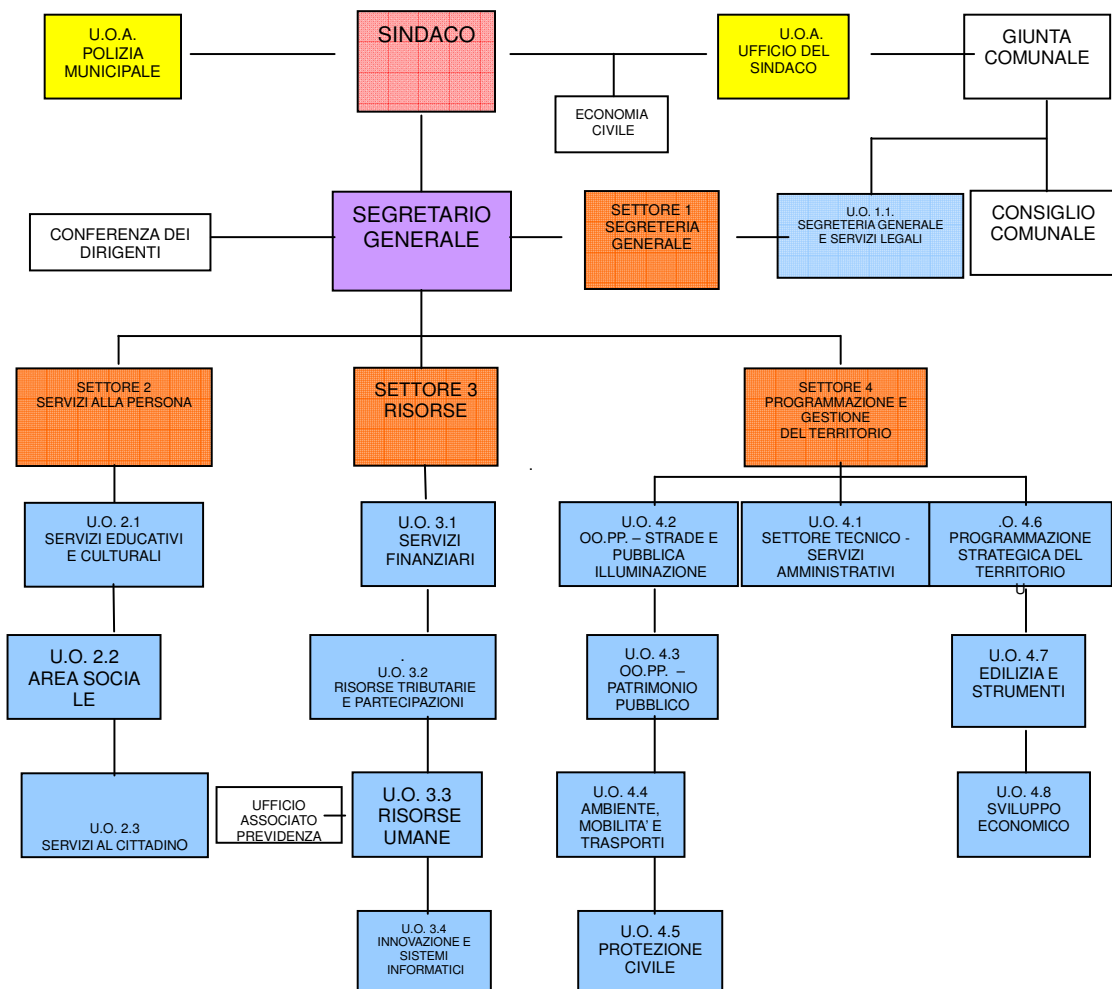 U.O.A.
POLIZIA
MUNICIPALE
SINDACO
U.O.A.
UFFICIO DEL
SINDACO
GIUNTA
COMUNALE
ECONOMIA
CIVILE
CONFERENZA DEI
DIRIGENTI
SEGRETARIO
GENERALE
SETTORE 1
SEGRETERIA
GENERALE
U.O. 1.1.
SEGRETERIA GENERALE
E SERVIZI LEGALI
CONSIGLIO
COMUNALE
SETTORE 2
SERVIZI ALLA PERSONA
SETTORE 3
RISORSE
SETTORE 4
PROGRAMMAZIONE E
GESTIONE
DEL TERRITORIO
.
U.O. 2.1
SERVIZI EDUCATIVI
E CULTURALI
U.O. 3.1
SERVIZI
FINANZIARI
U.O. 4.2
OO.PP. – STRADE E
PUBBLICA
ILLUMINAZIONE
U.O. 4.1
SETTORE TECNICO -
SERVIZI
AMMINISTRATIVI
.O. 4.6
PROGRAMMAZIONE
STRATEGICA DEL
TERRITORIO
U
U.O. 2.2
AREA SOCIA
LE
.
U.O. 3.2
RISORSE TRIBUTARIE
E PARTECIPAZIONI
U.O. 4.3
OO.PP. –
PATRIMONIO
PUBBLICO
U.O. 4.7
EDILIZIA E
STRUMENTI
U.O. 2.3
SERVIZI AL CITTADINO
UFFICIO
ASSOCIATO
PREVIDENZA
U.O. 3.3
RISORSE
UMANE
U.O. 4.4
AMBIENTE,
MOBILITA' E
TRASPORTI
U.O. 4.8
SVILUPPO
ECONOMICO
U.O. 3.4
INNOVAZIONE E
SISTEMI
INFORMATICI
U.O. 4.5
PROTEZIONE
CIVILE